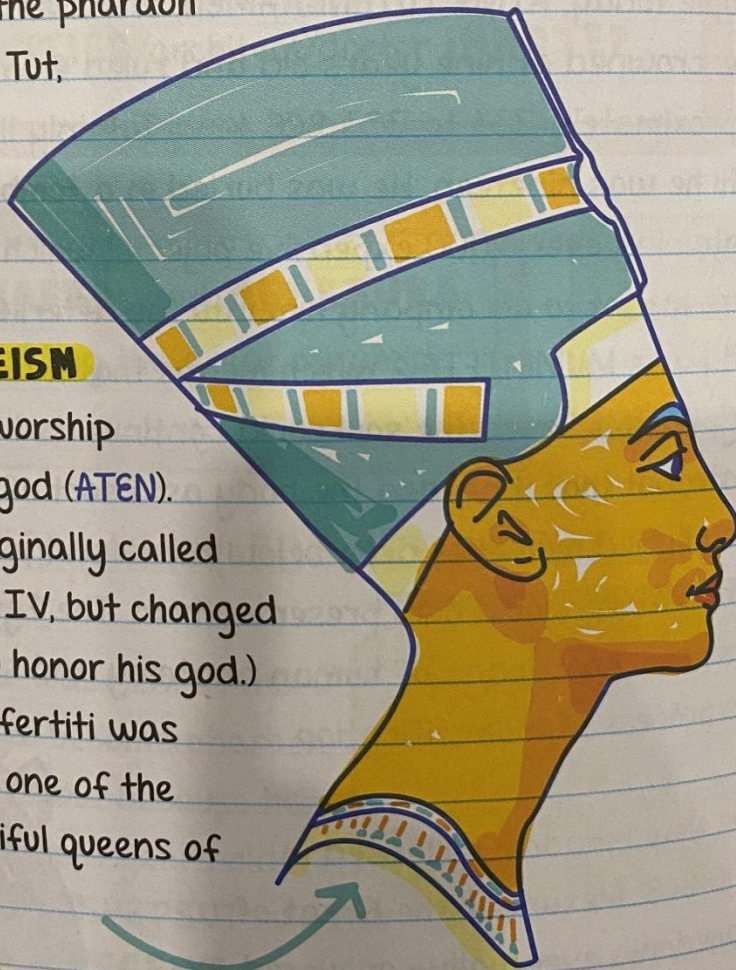 the pharaoh
Tut,
EISM
worship
god (ATEN).
ginally called
IV, but changed
honor his god.)
fertiti was
one of the
iful queens of